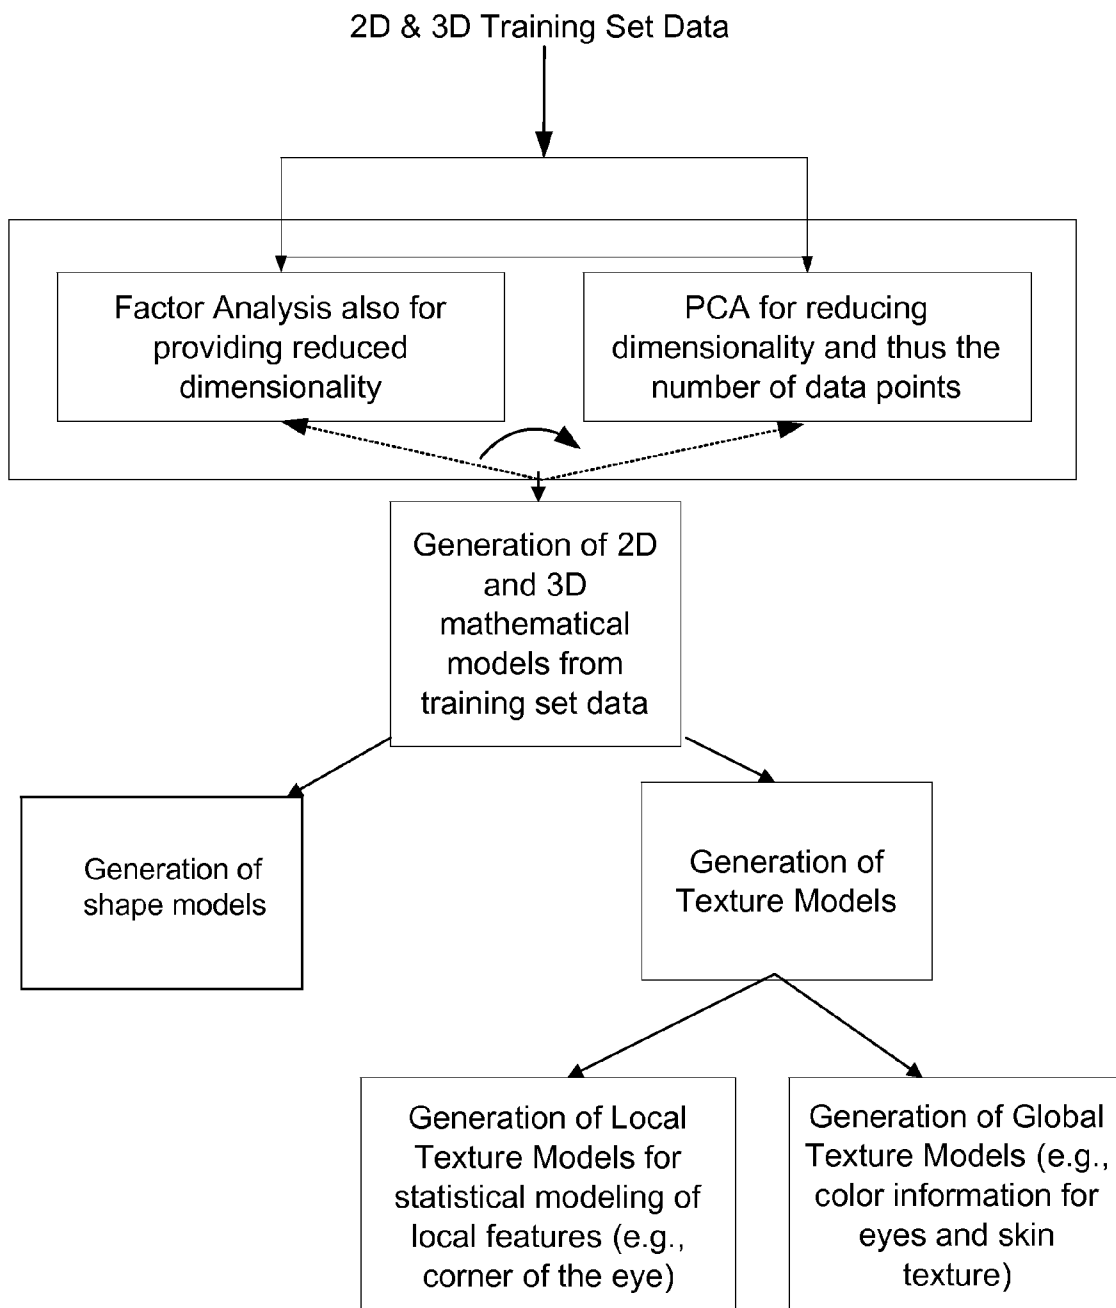 2D & 3D Training Set Data
Factor Analysis also for
providing reduced
dimensionality
PCA for reducing
dimensionality and thus the
number of data points
Generation of 2D
and 3D
mathematical
models from
training set data
Generation of
shape models
Generation of
Texture Models
Generation of Local
Texture Models for
statistical modeling of
local features (e.g.,
corner of the eye)
Generation of Global
Texture Models (e.g.,
color information for
eyes and skin
texture)